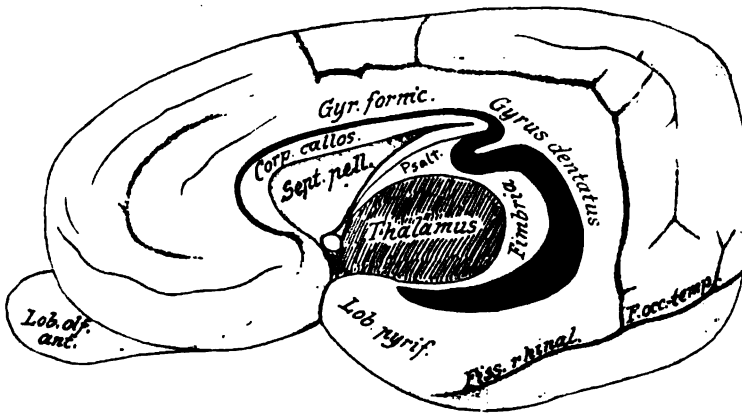 Gyr. fornic.
Gyrus dentatus
Corp. callos.
Sept. pell.
Psalt.
Fimbria
Thalamus
Lob. olf.
ant.
Lob. pyrif.
Fiss. rhinal.
F. occ.-temp.